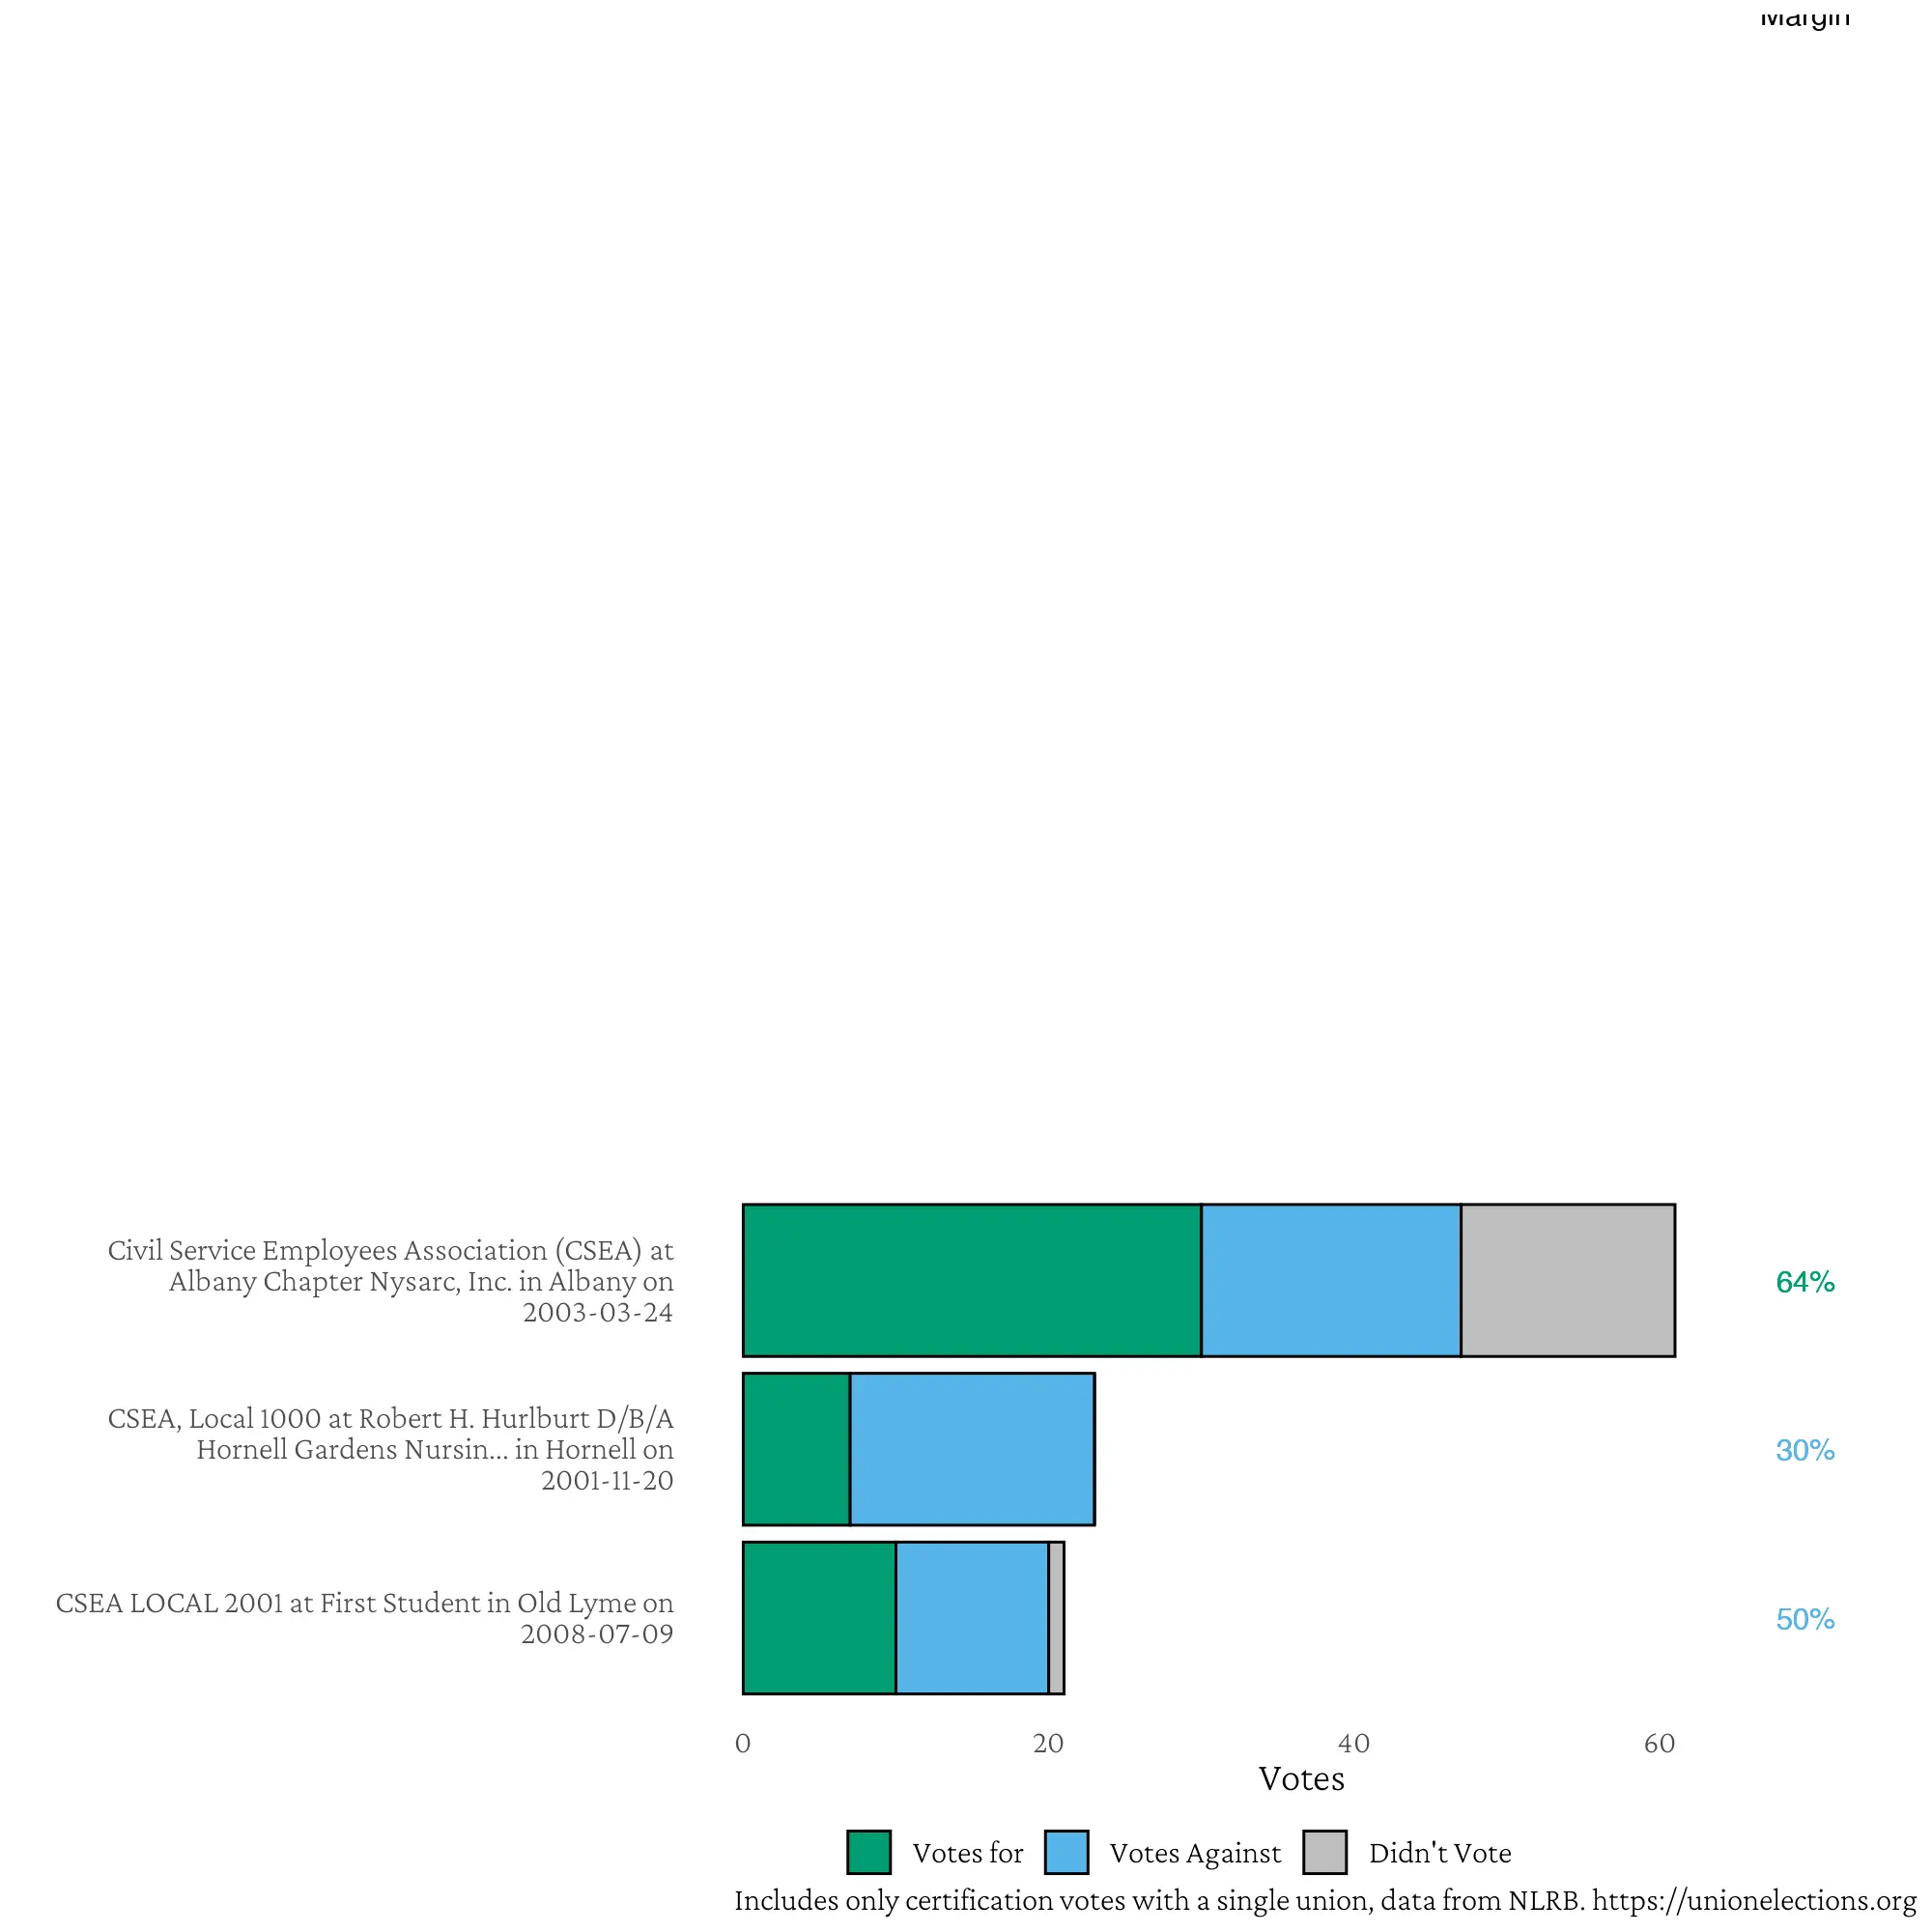 Margin
Civil Service Employees Association (CSEA) at
Albany Chapter Nysarc, Inc. in Albany on
2003-03-24
64%
CSEA, Local 1000 at Robert H. Hurlburt D/B/A
Hornell Gardens Nursin... in Hornell on
2001-11-20
30%
CSEA LOCAL 2001 at First Student in Old Lyme on
2008-07-09
50%
0 20 40 60
Votes
Votes for Votes Against Didn't Vote
Includes only certification votes with a single union, data from NLRB. https://unionelections.org